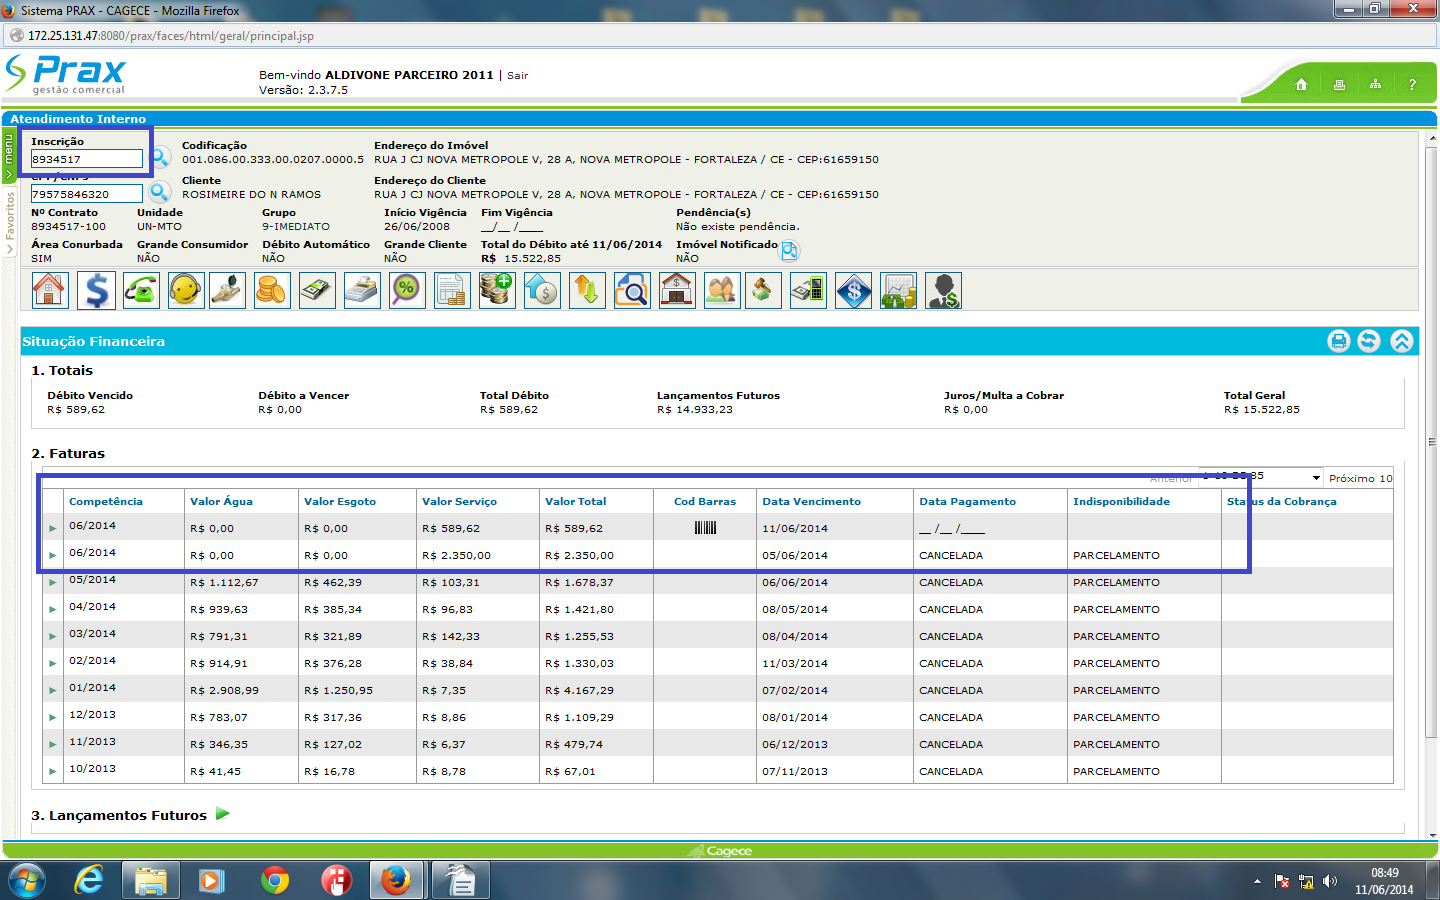 Sistema PRAX - CAGECE - Mozilla Firefox
172.25.131.47:8080/prax/faces/html/geral/principal.jsp
Prax
gestão comercial
Bem-vindo ALDIVONE PARCEIRO 2011 | Sair
Versão: 2.3.7.5
?
Atendimento Interno
menu
Favoritos
Inscrição Codificação Endereço do Imóvel
8934517 001.086.00.333.00.0207.0000.5 RUA J CJ NOVA METROPOLE V, 28 A, NOVA METROPOLE - FORTALEZA / CE - CEP:61659150
Cliente Endereço do Cliente
79575846320 ROSIMEIRE DO N RAMOS RUA J CJ NOVA METROPOLE V, 28 A, NOVA METROPOLE - FORTALEZA / CE - CEP:61659150
Nº Contrato Unidade Grupo Início Vigência Fim Vigência Pendência(s)
8934517-100 UN-MTO 9-IMEDIATO 26/06/2008 __/__ /____ Não existe pendência.
Área Conurbada Grande Consumidor Débito Automático Grande Cliente Total do Débito até 11/06/2014 Imóvel Notificado
SIM NÃO NÃO NÃO R$ 15.522,85 NÃO
Situação Financeira
1. Totais
Débito Vencido Débito a Vencer Total Débito Lançamentos Futuros Juros/Multa a Cobrar Total Geral
R$ 589,62 R$ 0,00 R$ 589,62 R$ 14.933,23 R$ 0,00 R$ 15.522,85
2. Faturas
Anterior Próximo 10
Competência Valor Água Valor Esgoto Valor Serviço Valor Total Cod Barras Data Vencimento Data Pagamento Indisponibilidade Status da Cobrança
06/2014 R$ 0,00 R$ 0,00 R$ 589,62 R$ 589,62 11/06/2014 __ /__ /____
06/2014 R$ 0,00 R$ 0,00 R$ 2.350,00 R$ 2.350,00 05/06/2014 CANCELADA PARCELAMENTO
05/2014 R$ 1.112,67 R$ 462,39 R$ 103,31 R$ 1.678,37 06/06/2014 CANCELADA PARCELAMENTO
04/2014 R$ 939,63 R$ 385,34 R$ 96,83 R$ 1.421,80 08/05/2014 CANCELADA PARCELAMENTO
03/2014 R$ 791,31 R$ 321,89 R$ 142,33 R$ 1.255,53 08/04/2014 CANCELADA PARCELAMENTO
02/2014 R$ 914,91 R$ 376,28 R$ 38,84 R$ 1.330,03 11/03/2014 CANCELADA PARCELAMENTO
01/2014 R$ 2.908,99 R$ 1.250,95 R$ 7,35 R$ 4.167,29 07/02/2014 CANCELADA PARCELAMENTO
12/2013 R$ 783,07 R$ 317,36 R$ 8,86 R$ 1.109,29 08/01/2014 CANCELADA PARCELAMENTO
11/2013 R$ 346,35 R$ 127,02 R$ 6,37 R$ 479,74 06/12/2013 CANCELADA PARCELAMENTO
10/2013 R$ 41,45 R$ 16,78 R$ 8,78 R$ 67,01 07/11/2013 CANCELADA PARCELAMENTO
3. Lançamentos Futuros
Cagece
08:49
11/06/2014